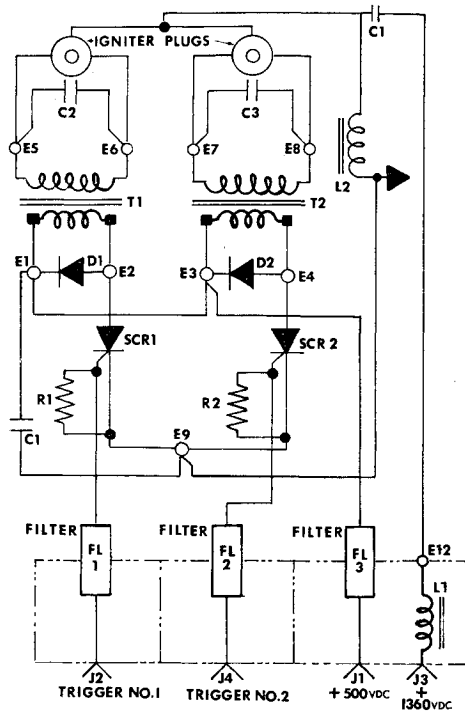 IGNITER PLUGS
C1
C2
C3
E5
E6
E7
E8
L2
T1
T2
E1
D1
E2
E3
D2
E4
SCR1
SCR 2
R1
R2
C1
E9
FILTER
FL
1
FILTER
FL
2
FILTER
FL
3
E12
L1
J2
TRIGGER NO.1
J4
TRIGGER NO.2
J1
+ 500VDC
J3
+
1360VDC